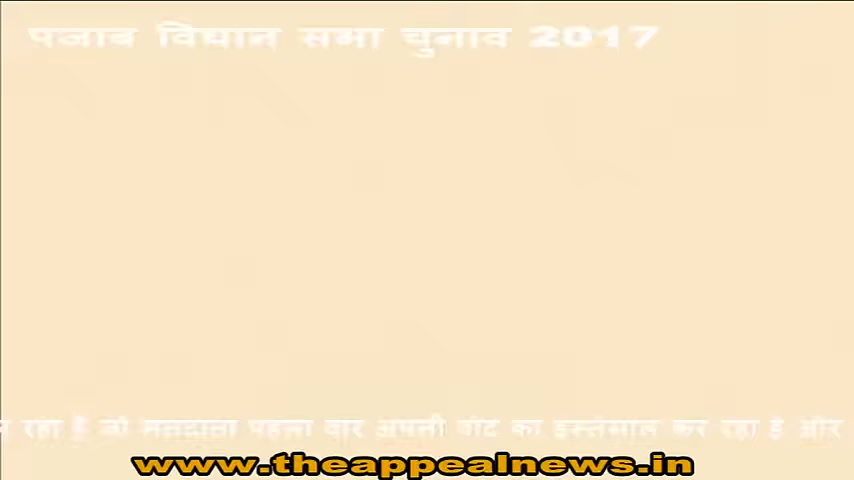 पंजाब विधान सभा चुनाव 2017
रहा है जो मतदाता पहली वार अपनी वोट का इस्तेमाल कर रहा है और
www.theappealnews.in